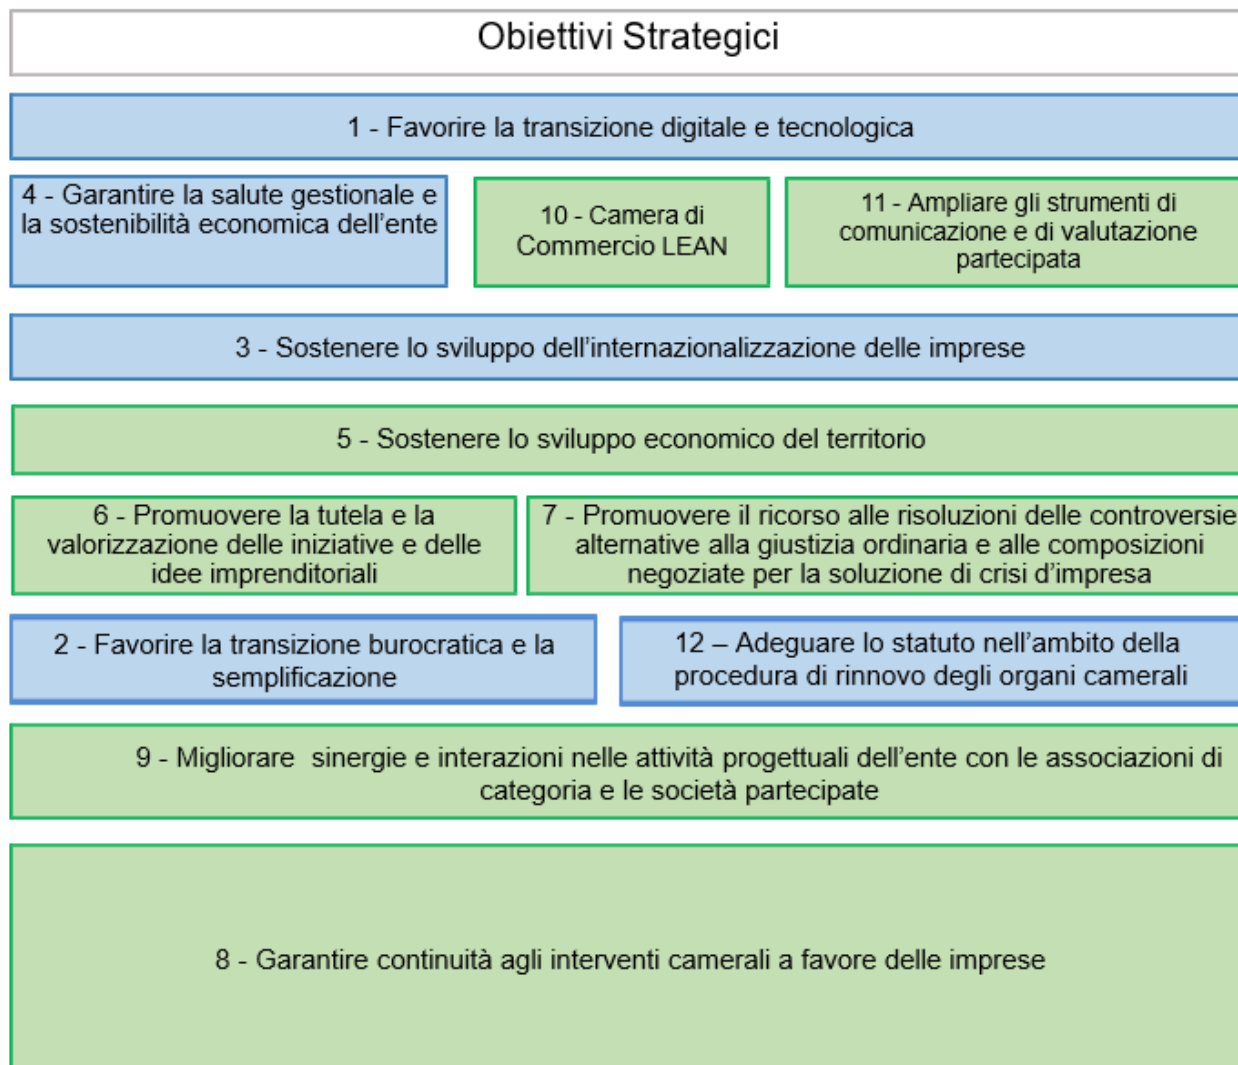 Obiettivi Strategici
1 - Favorire la transizione digitale e tecnologica
4 - Garantire la salute gestionale e
la sostenibilità economica dell’ente
10 - Camera di
Commercio LEAN
11 - Ampliare gli strumenti di
comunicazione e di valutazione
partecipata
3 - Sostenere lo sviluppo dell’internazionalizzazione delle imprese
5 - Sostenere lo sviluppo economico del territorio
6 - Promuovere la tutela e la
valorizzazione delle iniziative e delle
idee imprenditoriali
7 - Promuovere il ricorso alle risoluzioni delle controversie
alternative alla giustizia ordinaria e alle composizioni
negoziate per la soluzione di crisi d’impresa
2 - Favorire la transizione burocratica e la
semplificazione
12 – Adeguare lo statuto nell’ambito della
procedura di rinnovo degli organi camerali
9 - Migliorare  sinergie e interazioni nelle attività progettuali dell’ente con le associazioni di
categoria e le società partecipate
8 - Garantire continuità agli interventi camerali a favore delle imprese